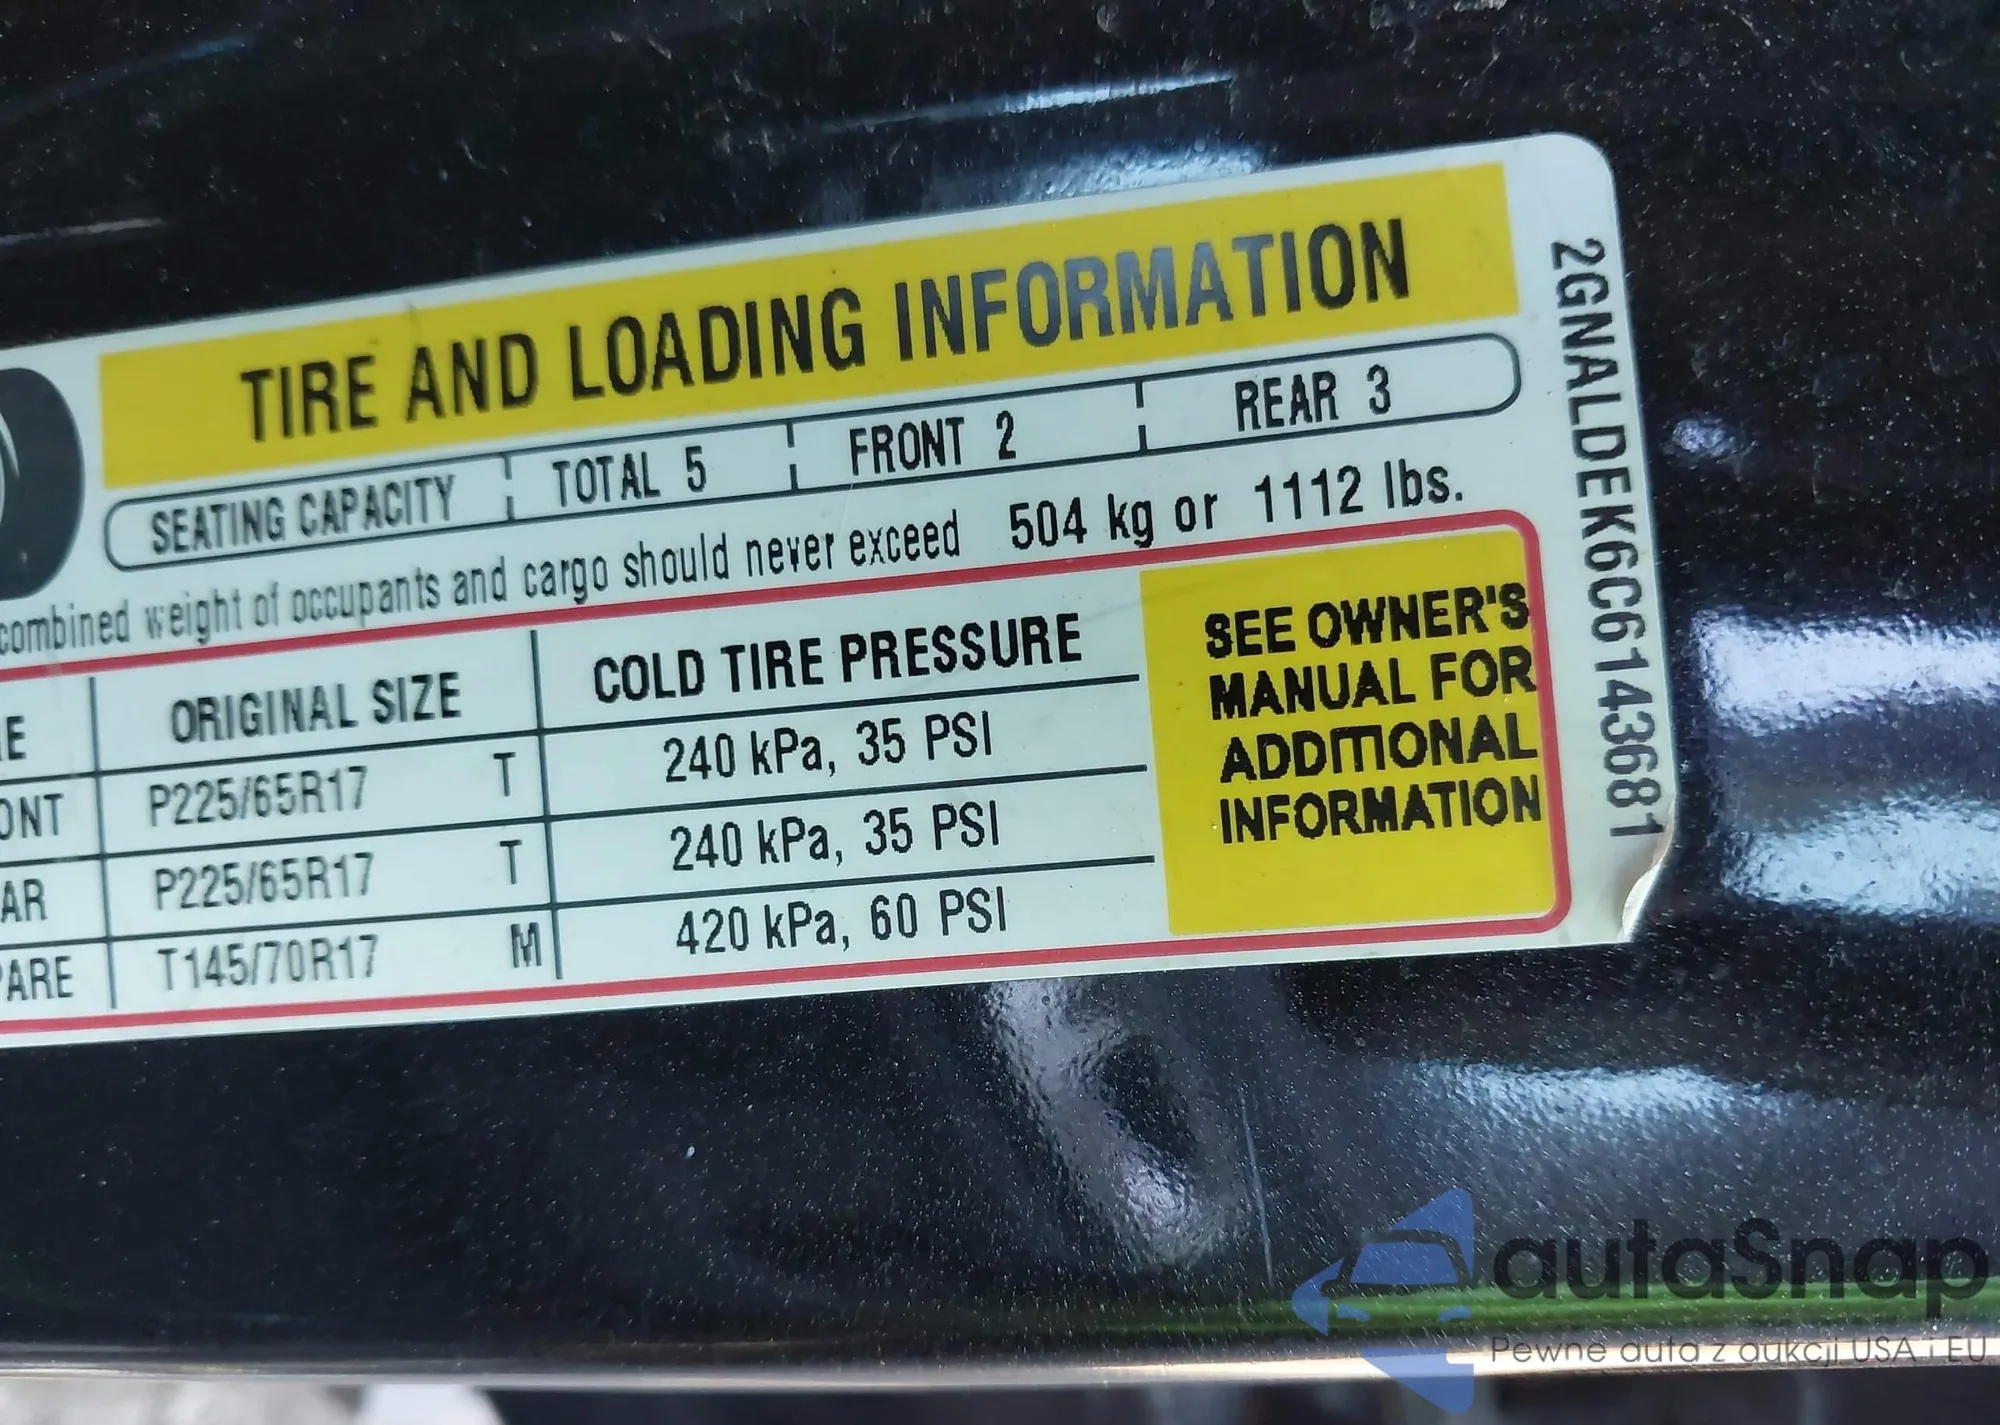 TIRE AND LOADING INFORMATION
SEATING CAPACITY TOTAL 5 FRONT 2 REAR 3
combined weight of occupants and cargo should never exceed 504 kg or 1112 lbs.
ORIGINAL SIZE COLD TIRE PRESSURE
P225/65R17 T 240 kPa, 35 PSI
P225/65R17 T 240 kPa, 35 PSI
T145/70R17 M 420 kPa, 60 PSI
SEE OWNER'S
MANUAL FOR
ADDITIONAL
INFORMATION
2GNALDEK6C6143681
autaSnap
Pewne auta z aukcji USA i EU